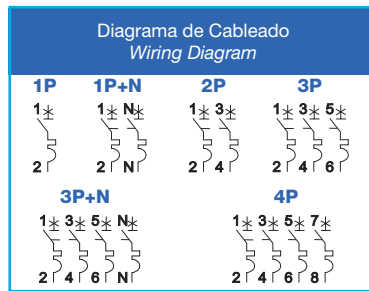 Diagrama de Cableado
Wiring Diagram
1P 1P+N 2P 3P
1 1 N 1 3 1 3 5
2 2 N 2 4 2 4 6
3P+N 4P
1 3 5 N 1 3 5 7
2 4 6 N 2 4 6 8